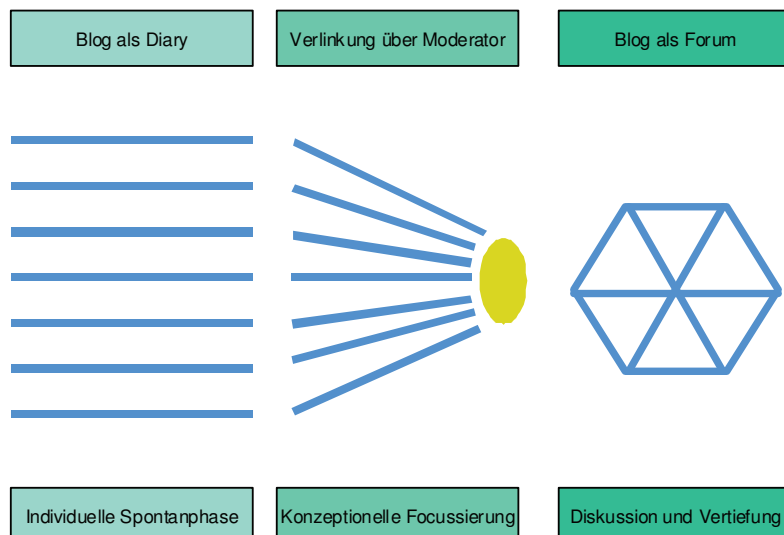 Blog als Diary
Verlinkung über Moderator
Blog als Forum
Individuelle Spontanphase
Konzeptionelle Focussierung
Diskussion und Vertiefung